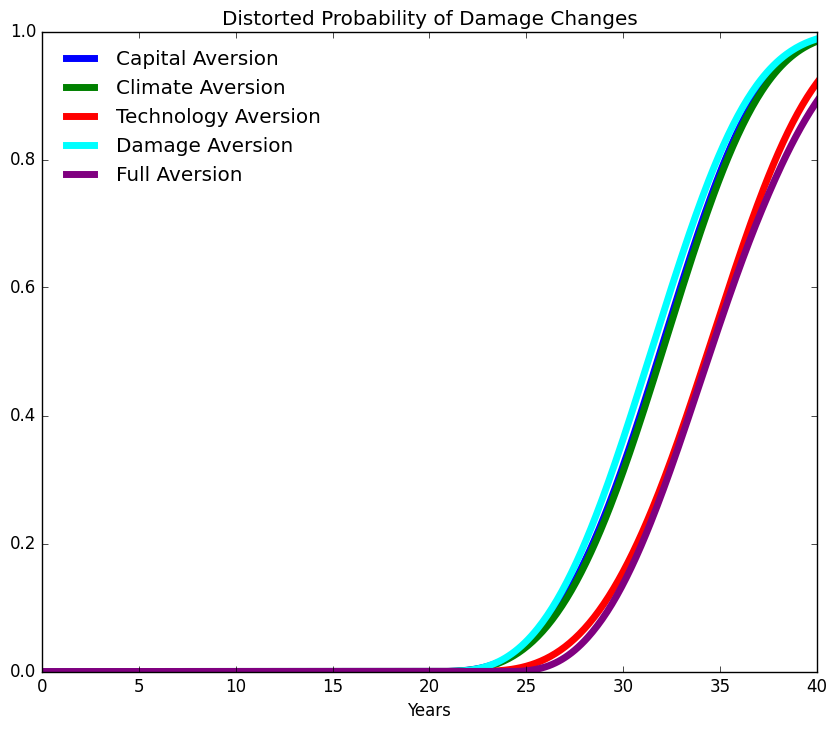 Distorted Probability of Damage Changes
1.0
Capital Aversion
Climate Aversion
Technology Aversion
Damage Aversion
Full Aversion
0.8
0.6
0.4
0.2
0.0
0 5 10 15 20 25 30 35 40
Years